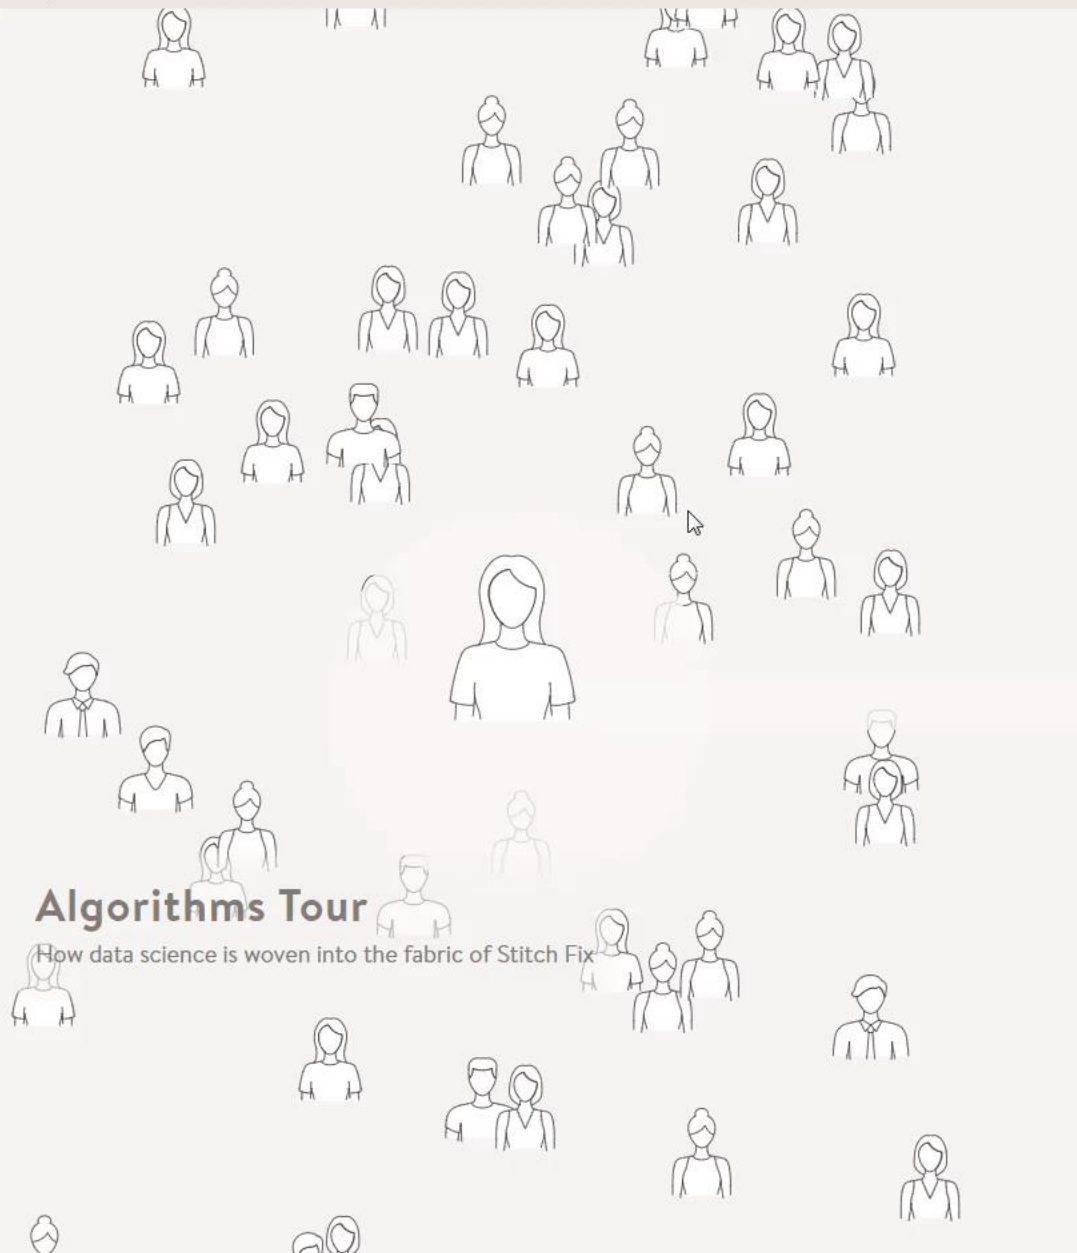 Algorithms Tour
How data science is woven into the fabric of Stitch Fix